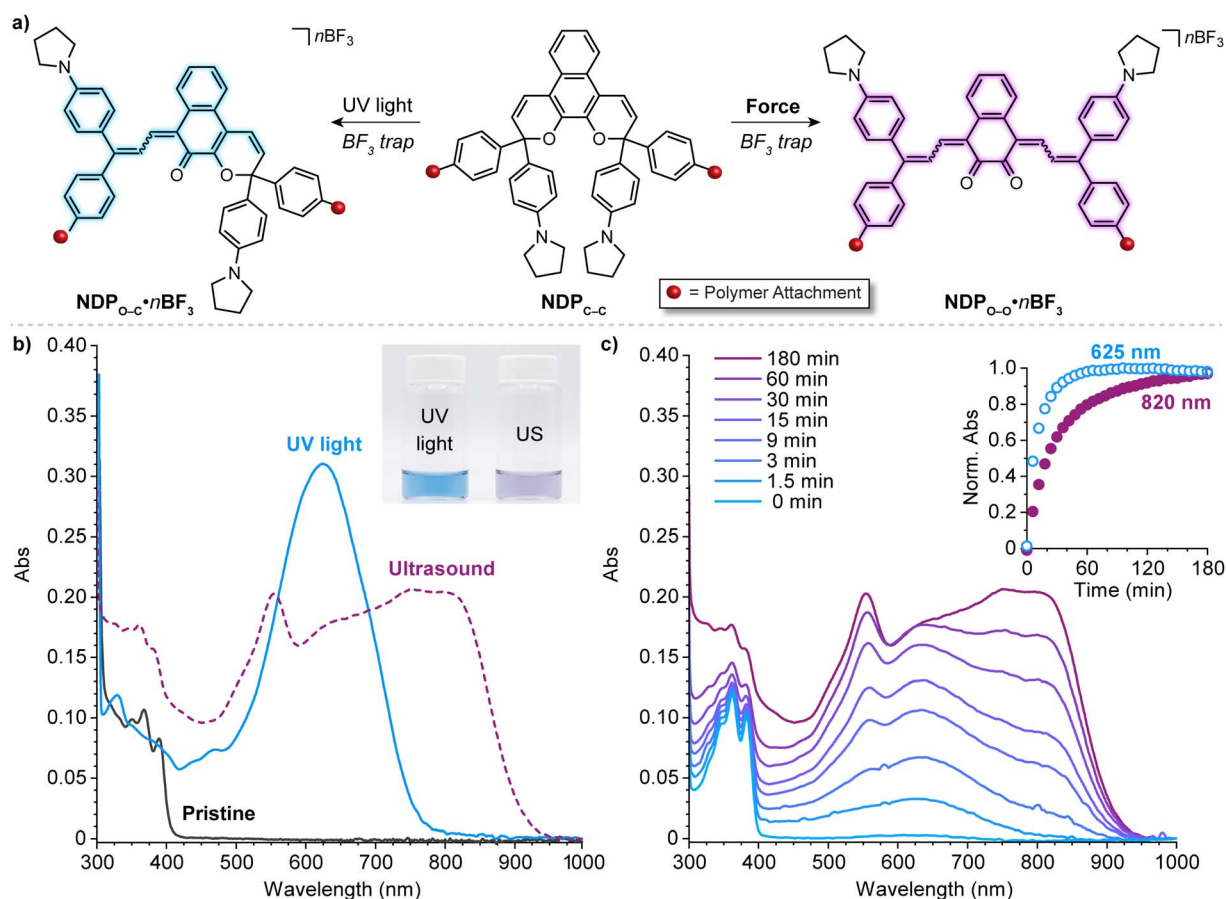 a)
N
nBF₃
N
UV light
BF₃ trap
O
O
Force
BF₃ trap
N
N
nBF₃
O
O
O
O
N
N
N
NDP_O–C•nBF₃
NDP_C–C
= Polymer Attachment
NDP_O–O•nBF₃
b)
0.40
0.35
0.30
0.25
0.20
0.15
0.10
0.05
0
Abs
UV light
Ultrasound
Pristine
UV
light
US
300 400 500 600 700 800 900 1000
Wavelength (nm)
c)
0.40
0.35
0.30
0.25
0.20
0.15
0.10
0.05
0
Abs
180 min
60 min
30 min
15 min
9 min
3 min
1.5 min
0 min
625 nm
820 nm
1.0
0.8
0.6
0.4
0.2
0
Norm. Abs
0 60 120 180
Time (min)
300 400 500 600 700 800 900 1000
Wavelength (nm)